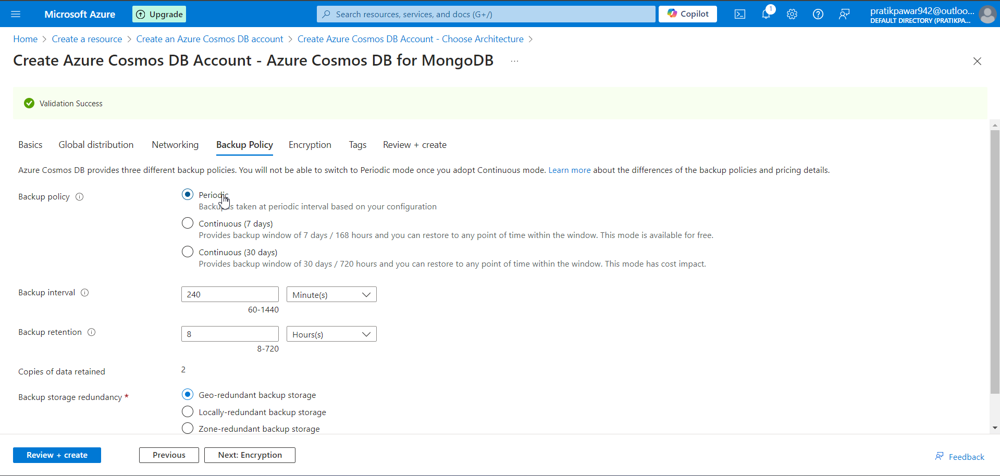 Microsoft Azure
Upgrade
Search resources, services, and docs (G+/)
Copilot
1
pratikpawar942@outloo...
DEFAULT DIRECTORY (PRATIKPA...
Home > Create a resource > Create an Azure Cosmos DB account > Create Azure Cosmos DB Account - Choose Architecture >
Create Azure Cosmos DB Account - Azure Cosmos DB for MongoDB ...
Validation Success
Basics Global distribution Networking Backup Policy Encryption Tags Review + create
Azure Cosmos DB provides three different backup policies. You will not be able to switch to Periodic mode once you adopt Continuous mode. Learn more about the differences of the backup policies and pricing details.
Backup policy
Periodic
Backup is taken at periodic interval based on your configuration
Continuous (7 days)
Provides backup window of 7 days / 168 hours and you can restore to any point of time within the window. This mode is available for free.
Continuous (30 days)
Provides backup window of 30 days / 720 hours and you can restore to any point of time within the window. This mode has cost impact.
Backup interval
240 Minute(s)
60-1440
Backup retention
8 Hours(s)
8-720
Copies of data retained 2
Backup storage redundancy *
Geo-redundant backup storage
Locally-redundant backup storage
Zone-redundant backup storage
Review + create Previous Next: Encryption
Feedback